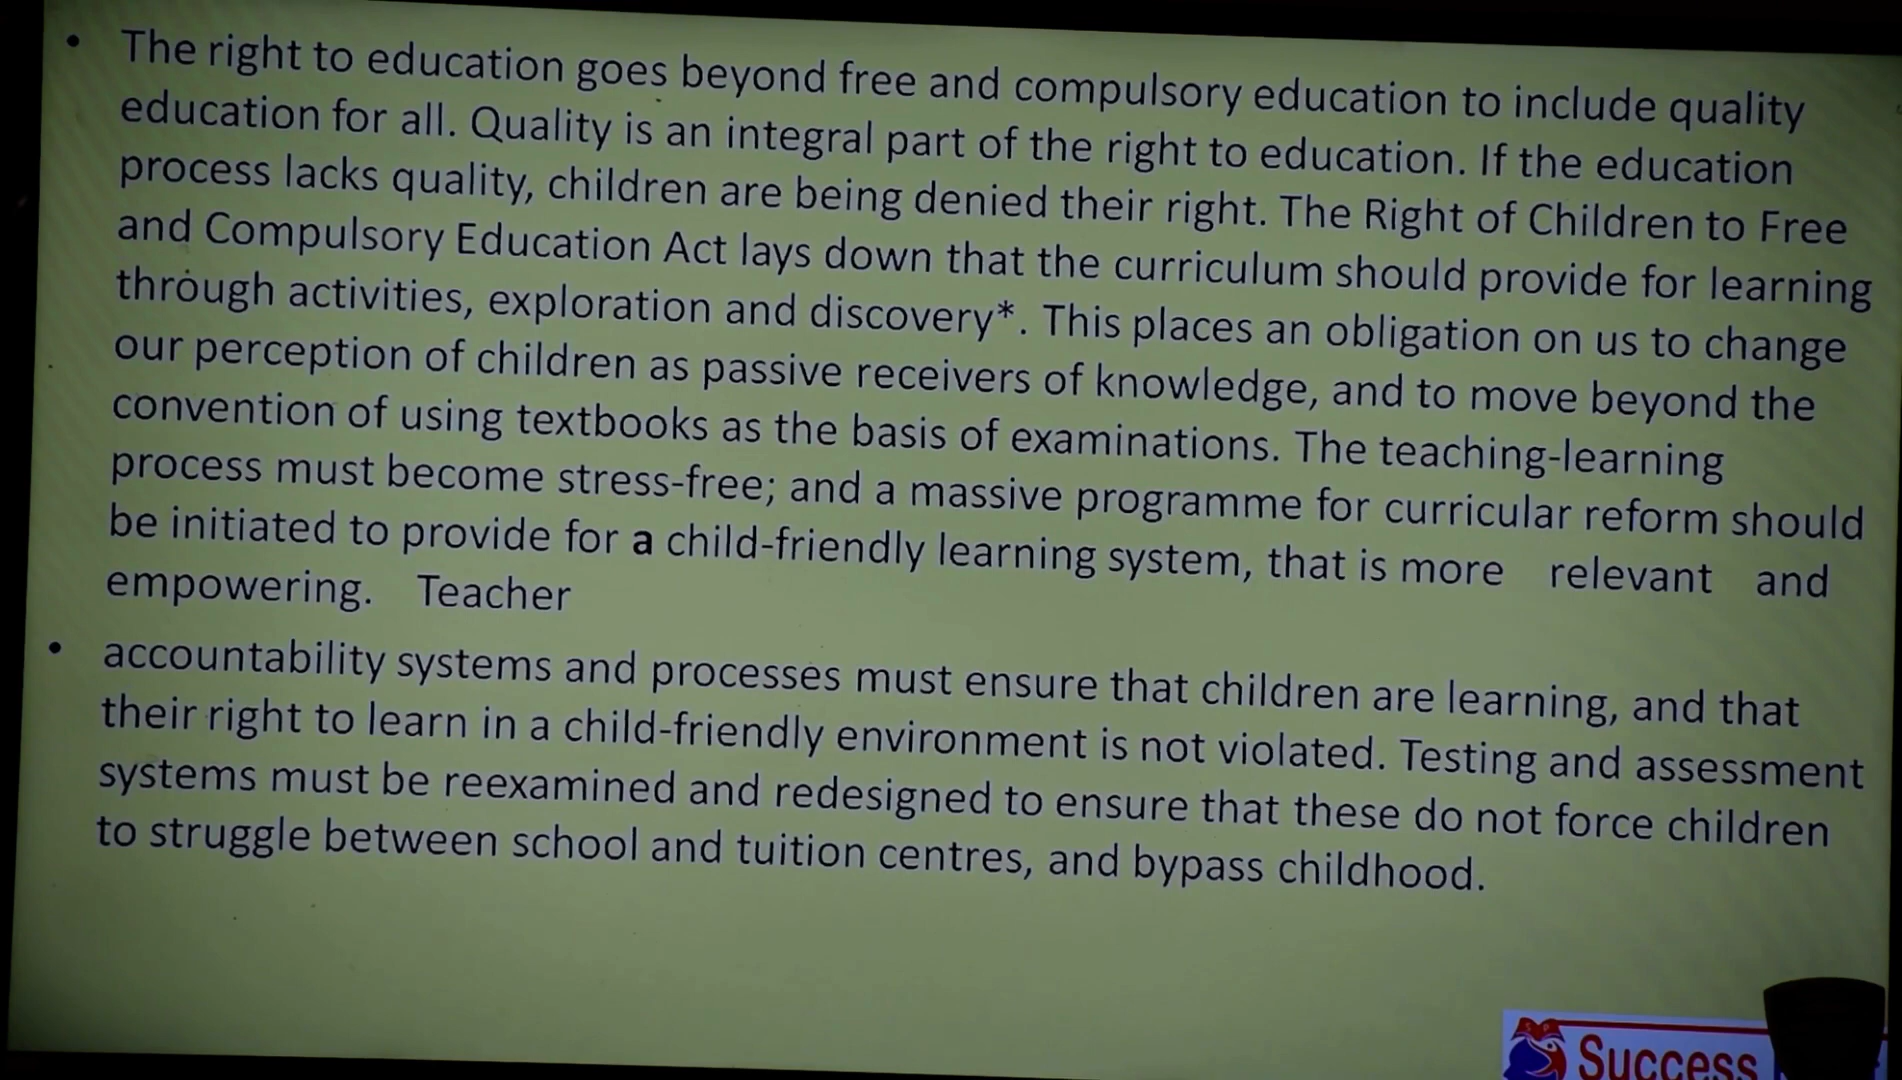 • The right to education goes beyond free and compulsory education to include quality
education for all. Quality is an integral part of the right to education. If the education
process lacks quality, children are being denied their right. The Right of Children to Free
and Compulsory Education Act lays down that the curriculum should provide for learning
through activities, exploration and discovery*. This places an obligation on us to change
our perception of children as passive receivers of knowledge, and to move beyond the
convention of using textbooks as the basis of examinations. The teaching-learning
process must become stress-free; and a massive programme for curricular reform should
be initiated to provide for a child-friendly learning system, that is more relevant and
empowering. Teacher
• accountability systems and processes must ensure that children are learning, and that
their right to learn in a child-friendly environment is not violated. Testing and assessment
systems must be reexamined and redesigned to ensure that these do not force children
to struggle between school and tuition centres, and bypass childhood.
S P
Success